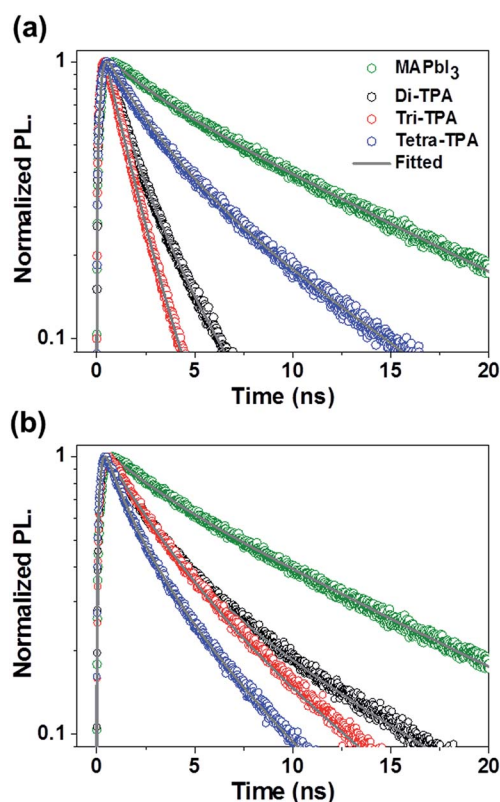 (a)
1
MAPbI₃
Di-TPA
Tri-TPA
Tetra-TPA
Fitted
Normalized PL.
0.1
0 5 10 15 20
Time (ns)
(b)
1
Normalized PL.
0.1
0 5 10 15 20
Time (ns)